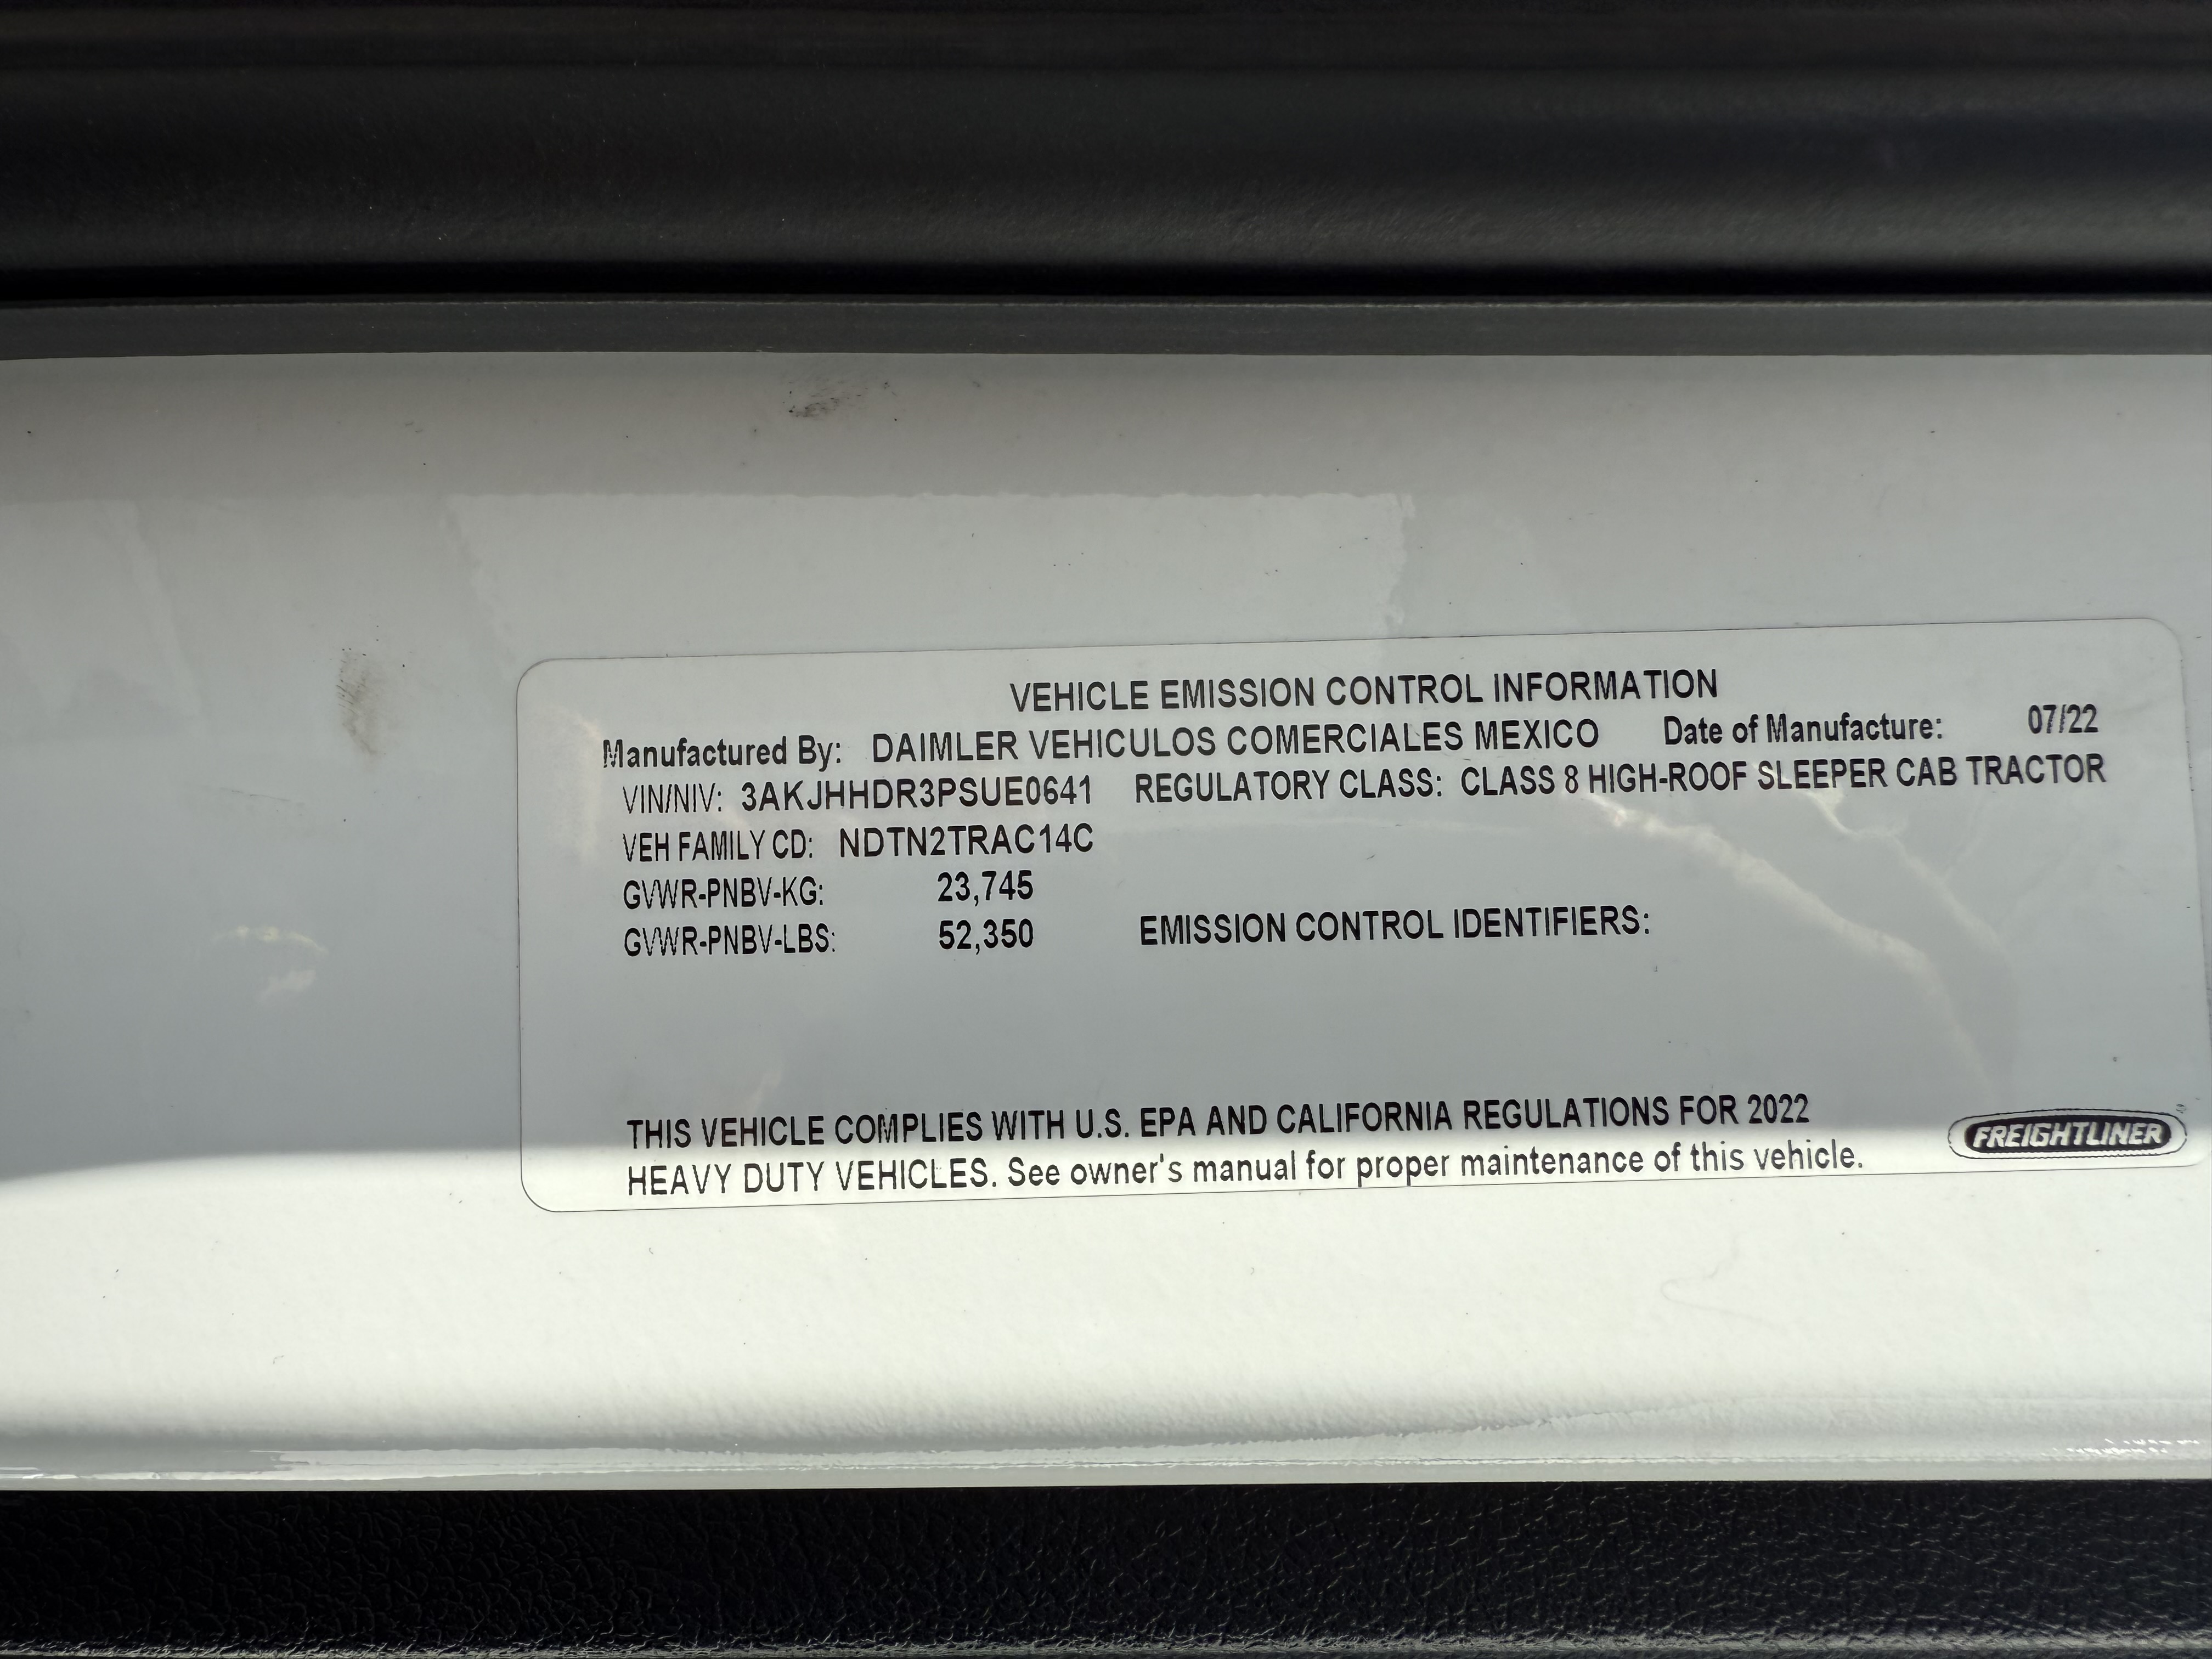 VEHICLE EMISSION CONTROL INFORMATION
Manufactured By: DAIMLER VEHICULOS COMERCIALES MEXICO Date of Manufacture: 07/22
VIN/NIV: 3AKJHHDR3PSUE0641 REGULATORY CLASS: CLASS 8 HIGH-ROOF SLEEPER CAB TRACTOR
VEH FAMILY CD: NDTN2TRAC14C
GVWR-PNBV-KG: 23,745
GVWR-PNBV-LBS: 52,350 EMISSION CONTROL IDENTIFIERS:
THIS VEHICLE COMPLIES WITH U.S. EPA AND CALIFORNIA REGULATIONS FOR 2022
HEAVY DUTY VEHICLES. See owner's manual for proper maintenance of this vehicle.
FREIGHTLINER